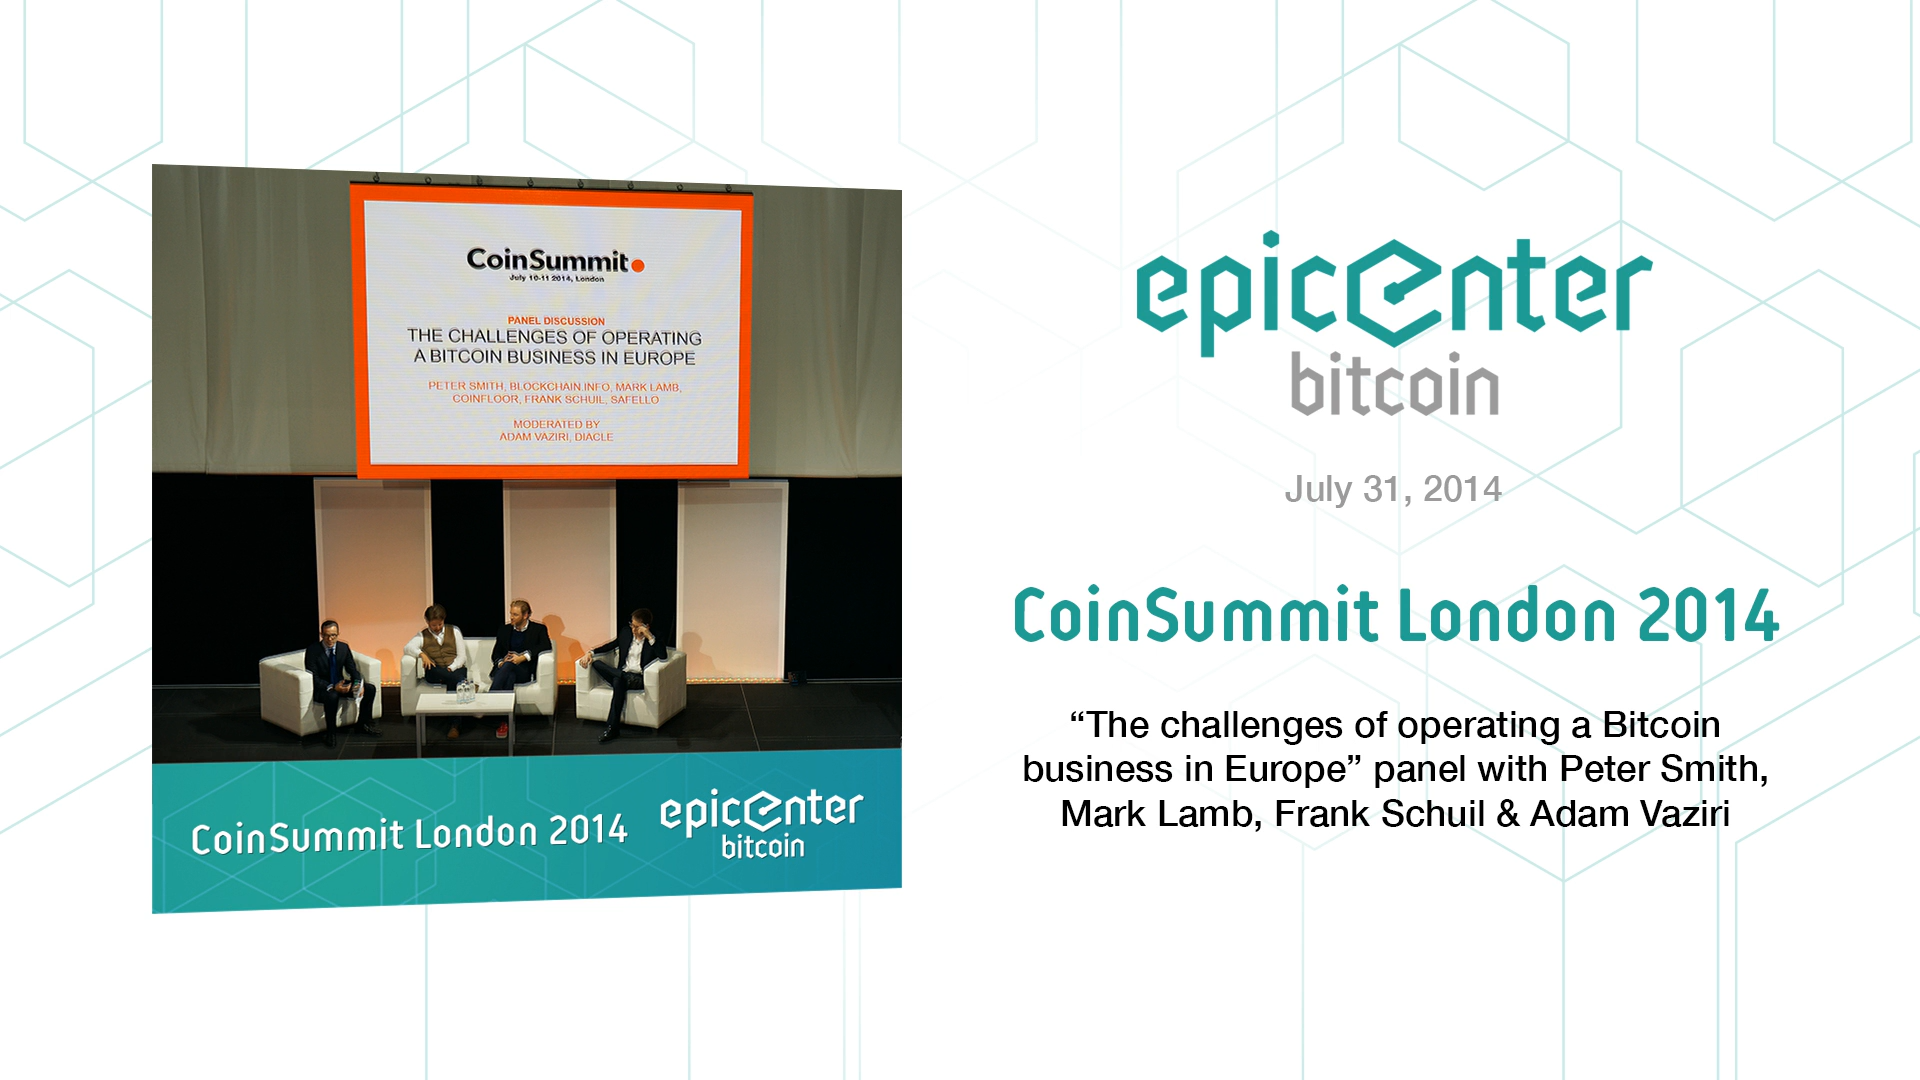 CoinSummit
July 10-11 2014, London
PANEL DISCUSSION
THE CHALLENGES OF OPERATING
A BITCOIN BUSINESS IN EUROPE
PETER SMITH, BLOCKCHAIN.INFO, MARK LAMB,
COINFLOOR, FRANK SCHUIL, SAFELLO
MODERATED BY
ADAM VAZIRI, DIACLE
CoinSummit London 2014
epicenter
bitcoin
epicenter
bitcoin
July 31, 2014
CoinSummit London 2014
“The challenges of operating a Bitcoin
business in Europe” panel with Peter Smith,
Mark Lamb, Frank Schuil & Adam Vaziri